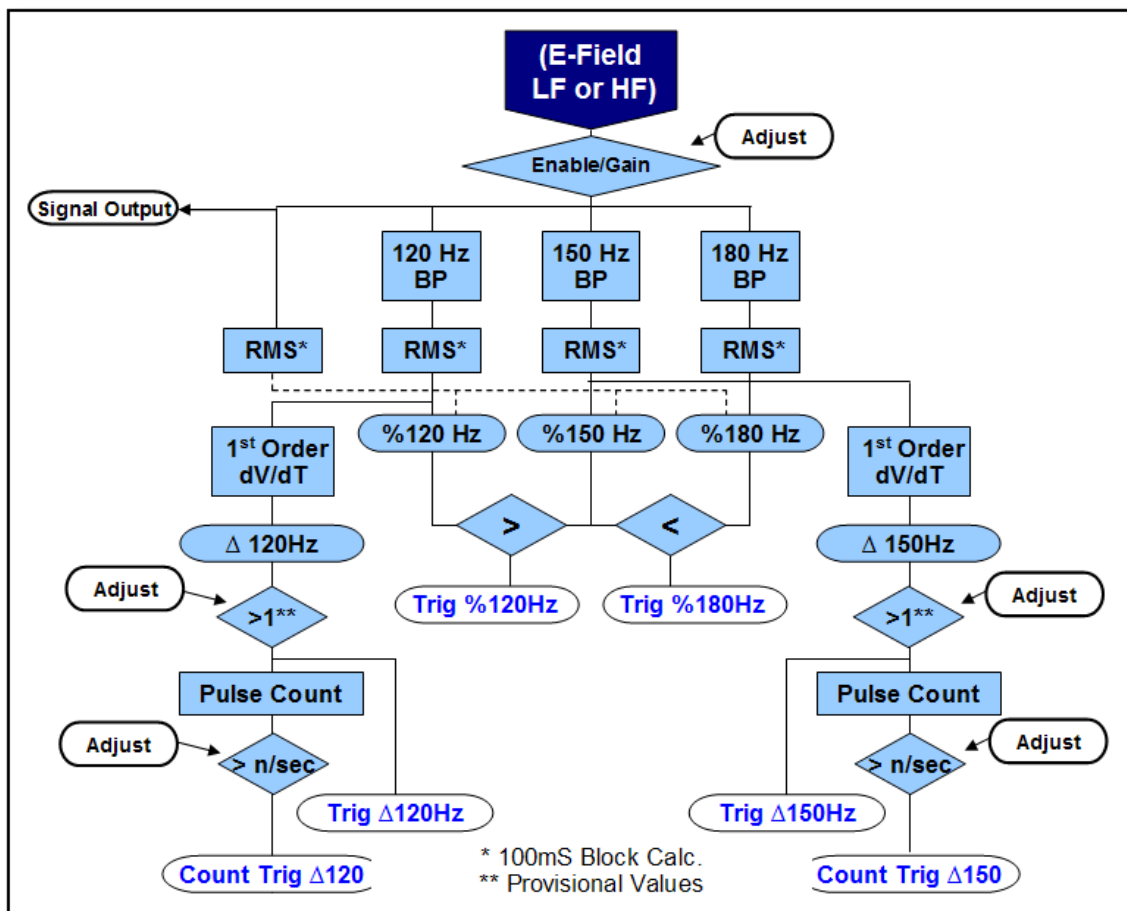 (E-Field
LF or HF)
Adjust
Enable/Gain
Signal Output
120 Hz
BP
150 Hz
BP
180 Hz
BP
RMS*
RMS*
RMS*
RMS*
%120 Hz
%150 Hz
%180 Hz
1st Order
dV/dT
1st Order
dV/dT
>
<
Δ 120Hz
Δ 150Hz
Adjust
>1**
Trig %120Hz
Trig %180Hz
>1**
Adjust
Pulse Count
Pulse Count
Adjust
> n/sec
> n/sec
Adjust
Trig Δ120Hz
Trig Δ150Hz
* 100mS Block Calc.
** Provisional Values
Count Trig Δ120
Count Trig Δ150